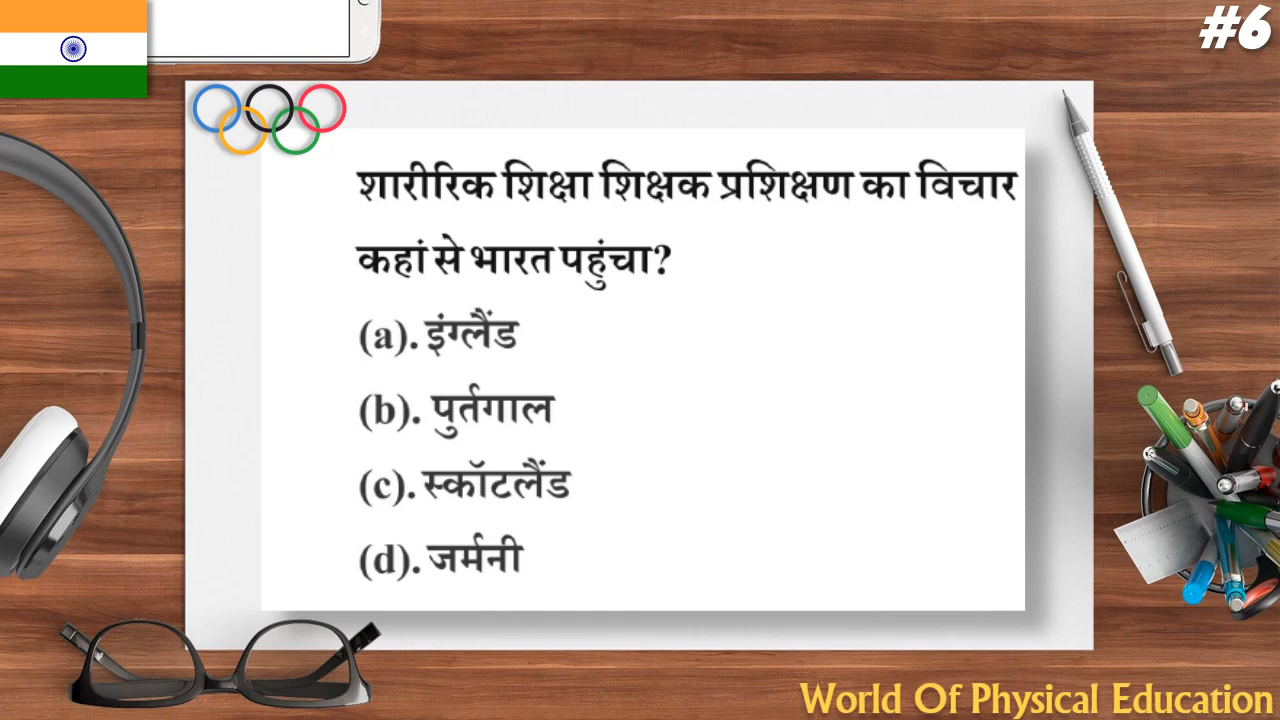 #6
शारीरिक शिक्षा शिक्षक प्रशिक्षण का विचार
कहां से भारत पहुंचा?
(a). इंग्लैंड
(b). पुर्तगाल
(c). स्कॉटलैंड
(d). जर्मनी
World Of Physical Education